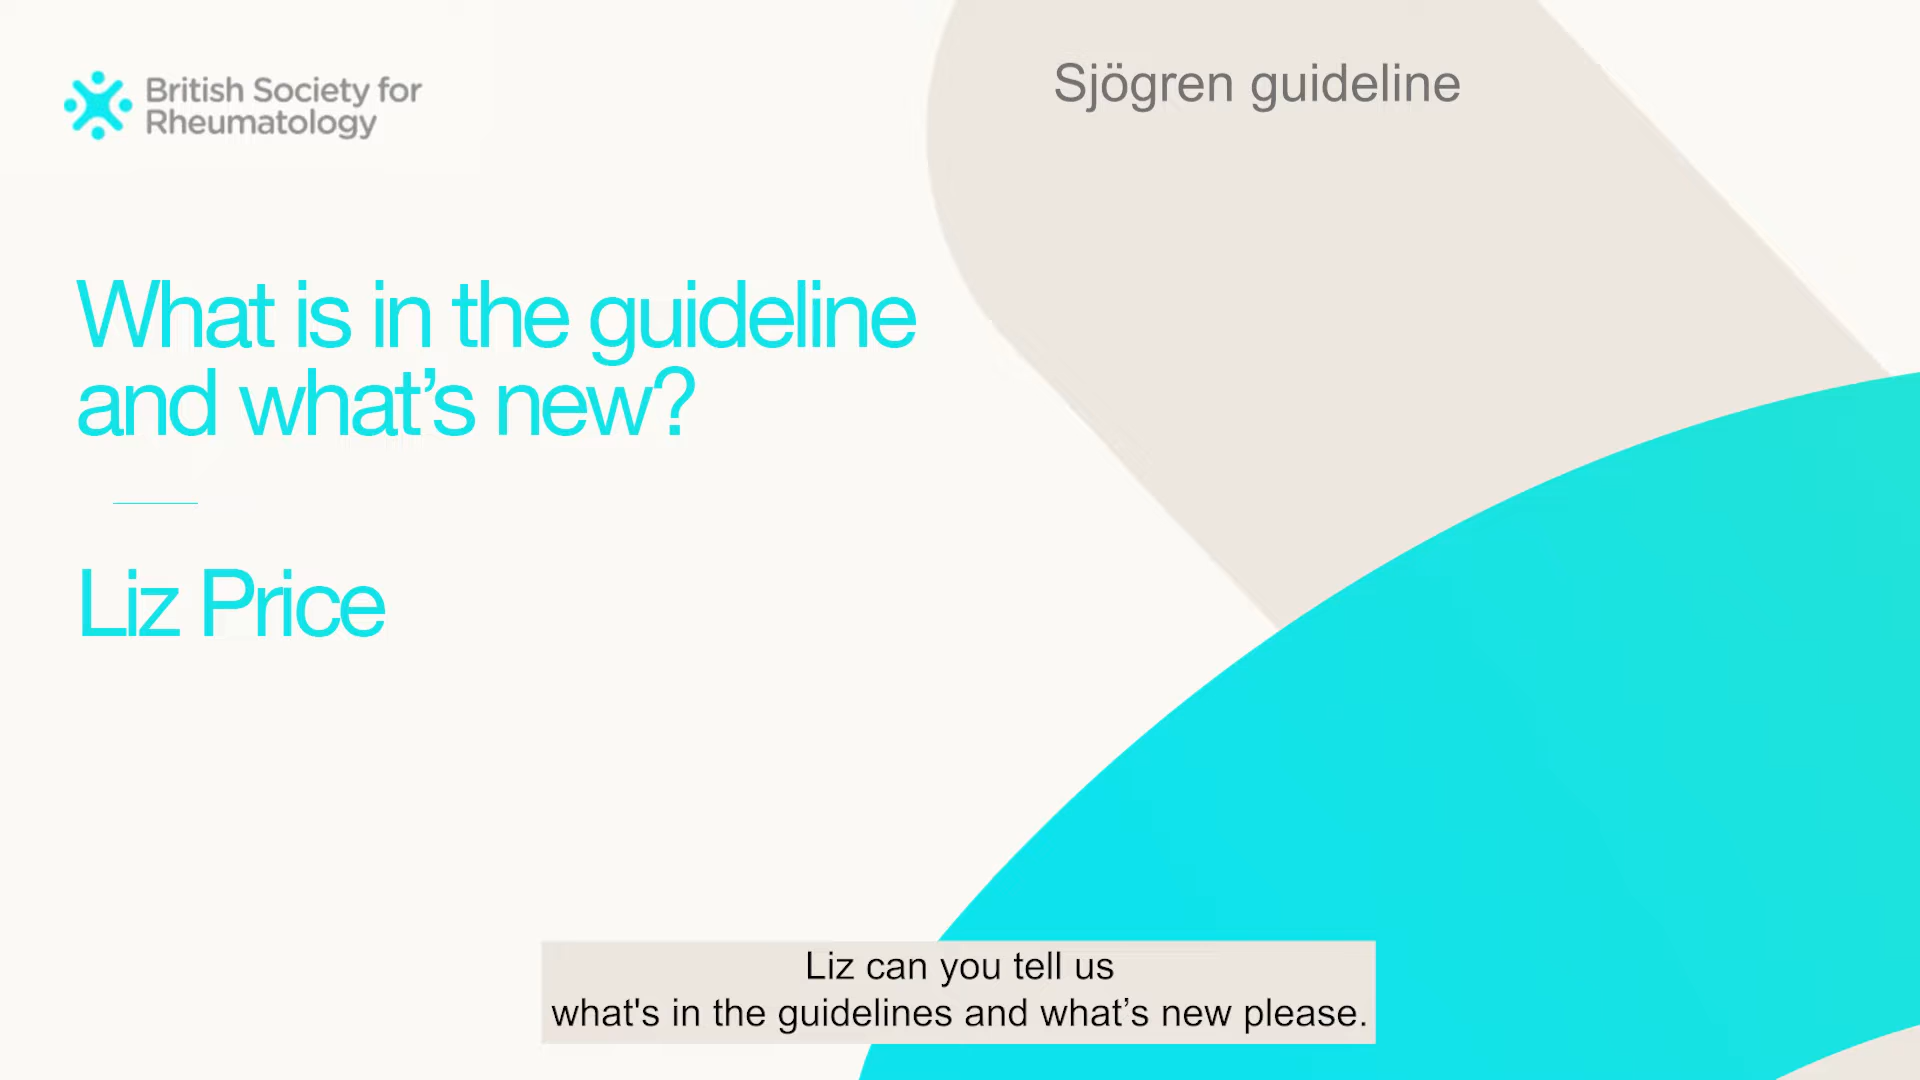 British Society for
Rheumatology
Sjögren guideline
What is in the guideline
and what’s new?
Liz Price
Liz can you tell us
what's in the guidelines and what’s new please.